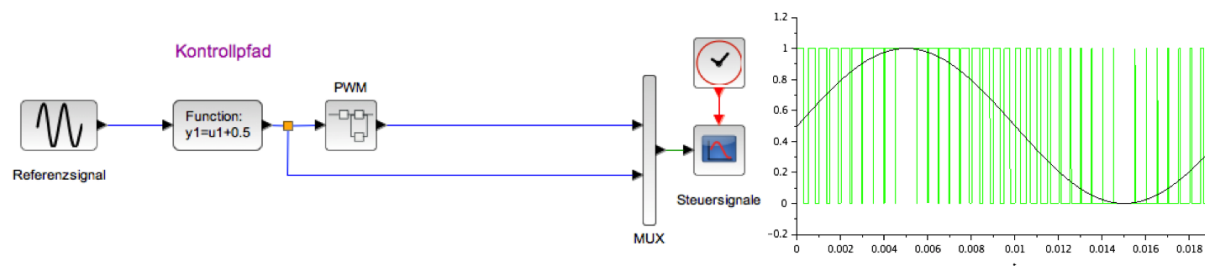 Kontrollpfad
PWM
Function:
y1=u1+0.5
Referenzsignal
Steuersignale
MUX
1.2
1
0.8
0.6
0.4
0.2
0
−0.2
0
0.002
0.004
0.006
0.008
0.01
0.012
0.014
0.016
0.018